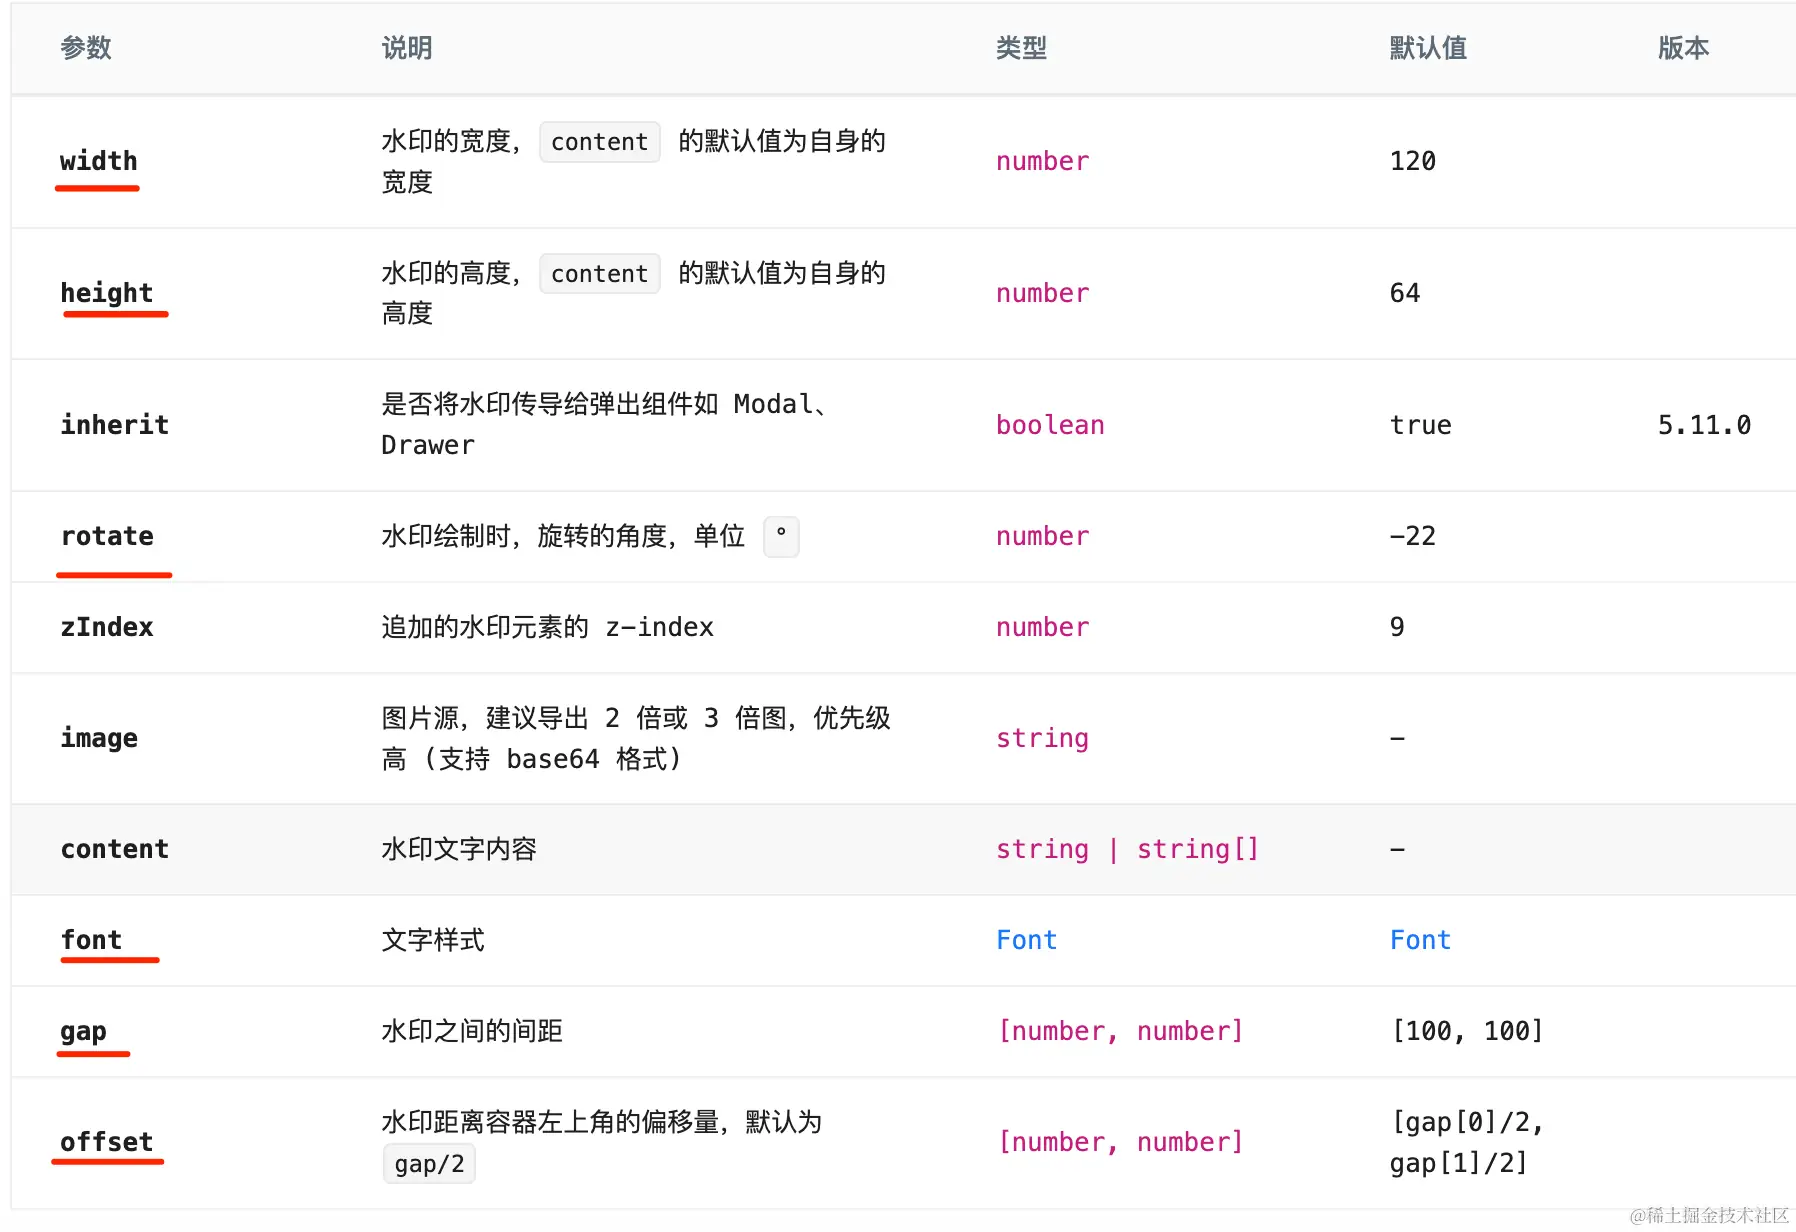 参数 说明 类型 默认值 版本
width 水印的宽度, content 的默认值为自身的宽度 number 120
height 水印的高度, content 的默认值为自身的高度 number 64
inherit 是否将水印传导给弹出组件如 Modal、Drawer boolean true 5.11.0
rotate 水印绘制时, 旋转的角度, 单位 ° number -22
zIndex 追加的水印元素的 z-index number 9
image 图片源, 建议导出 2 倍或 3 倍图, 优先级高 (支持 base64 格式) string -
content 水印文字内容 string | string[] -
font 文字样式 Font Font
gap 水印之间的间距 [number, number] [100, 100]
offset 水印距离容器左上角的偏移量, 默认为 gap/2 [number, number] [gap[0]/2, gap[1]/2]
@稀土掘金技术社区